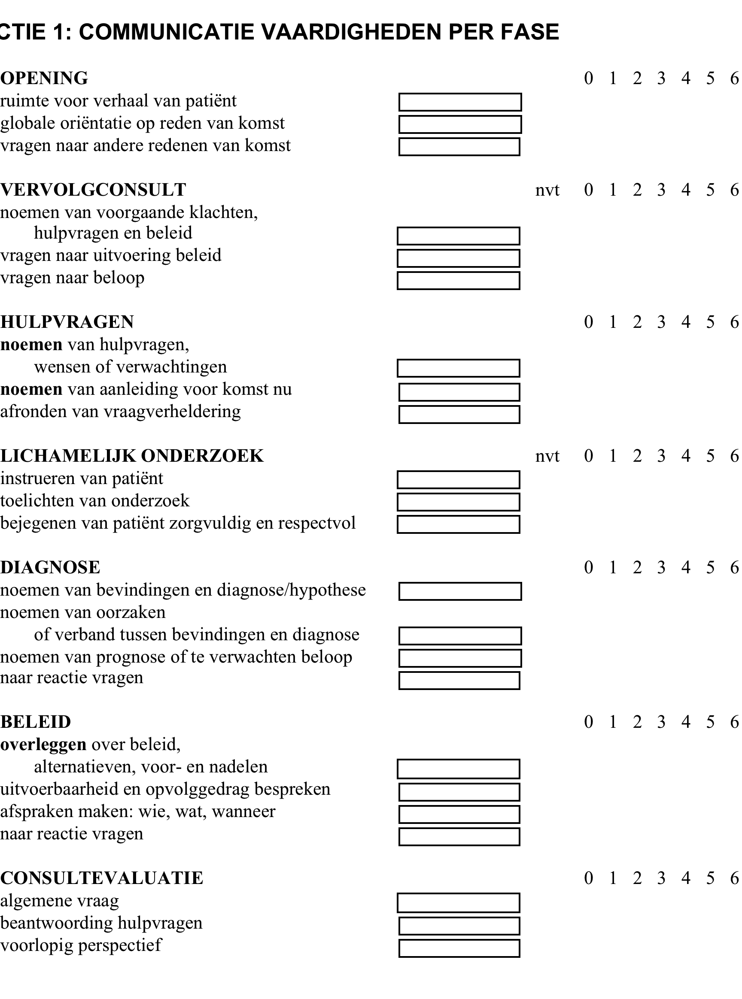 CTIE 1: COMMUNICATIE VAARDIGHEDEN PER FASE
OPENING 0 1 2 3 4 5 6
ruimte voor verhaal van patiënt
globale oriëntatie op reden van komst
vragen naar andere redenen van komst
VERVOLGCONSULT nvt 0 1 2 3 4 5 6
noemen van voorgaande klachten,
hulpvragen en beleid
vragen naar uitvoering beleid
vragen naar beloop
HULPVRAGEN 0 1 2 3 4 5 6
noemen van hulpvragen,
wensen of verwachtingen
noemen van aanleiding voor komst nu
afronden van vraagverheldering
LICHAMELIJK ONDERZOEK nvt 0 1 2 3 4 5 6
instrueren van patiënt
toelichten van onderzoek
bejegenen van patiënt zorgvuldig en respectvol
DIAGNOSE 0 1 2 3 4 5 6
noemen van bevindingen en diagnose/hypothese
noemen van oorzaken
of verband tussen bevindingen en diagnose
noemen van prognose of te verwachten beloop
naar reactie vragen
BELEID 0 1 2 3 4 5 6
overleggen over beleid,
alternatieven, voor- en nadelen
uitvoerbaarheid en opvolggedrag bespreken
afspraken maken: wie, wat, wanneer
naar reactie vragen
CONSULTEVALUATIE 0 1 2 3 4 5 6
algemene vraag
beantwoording hulpvragen
voorlopig perspectief